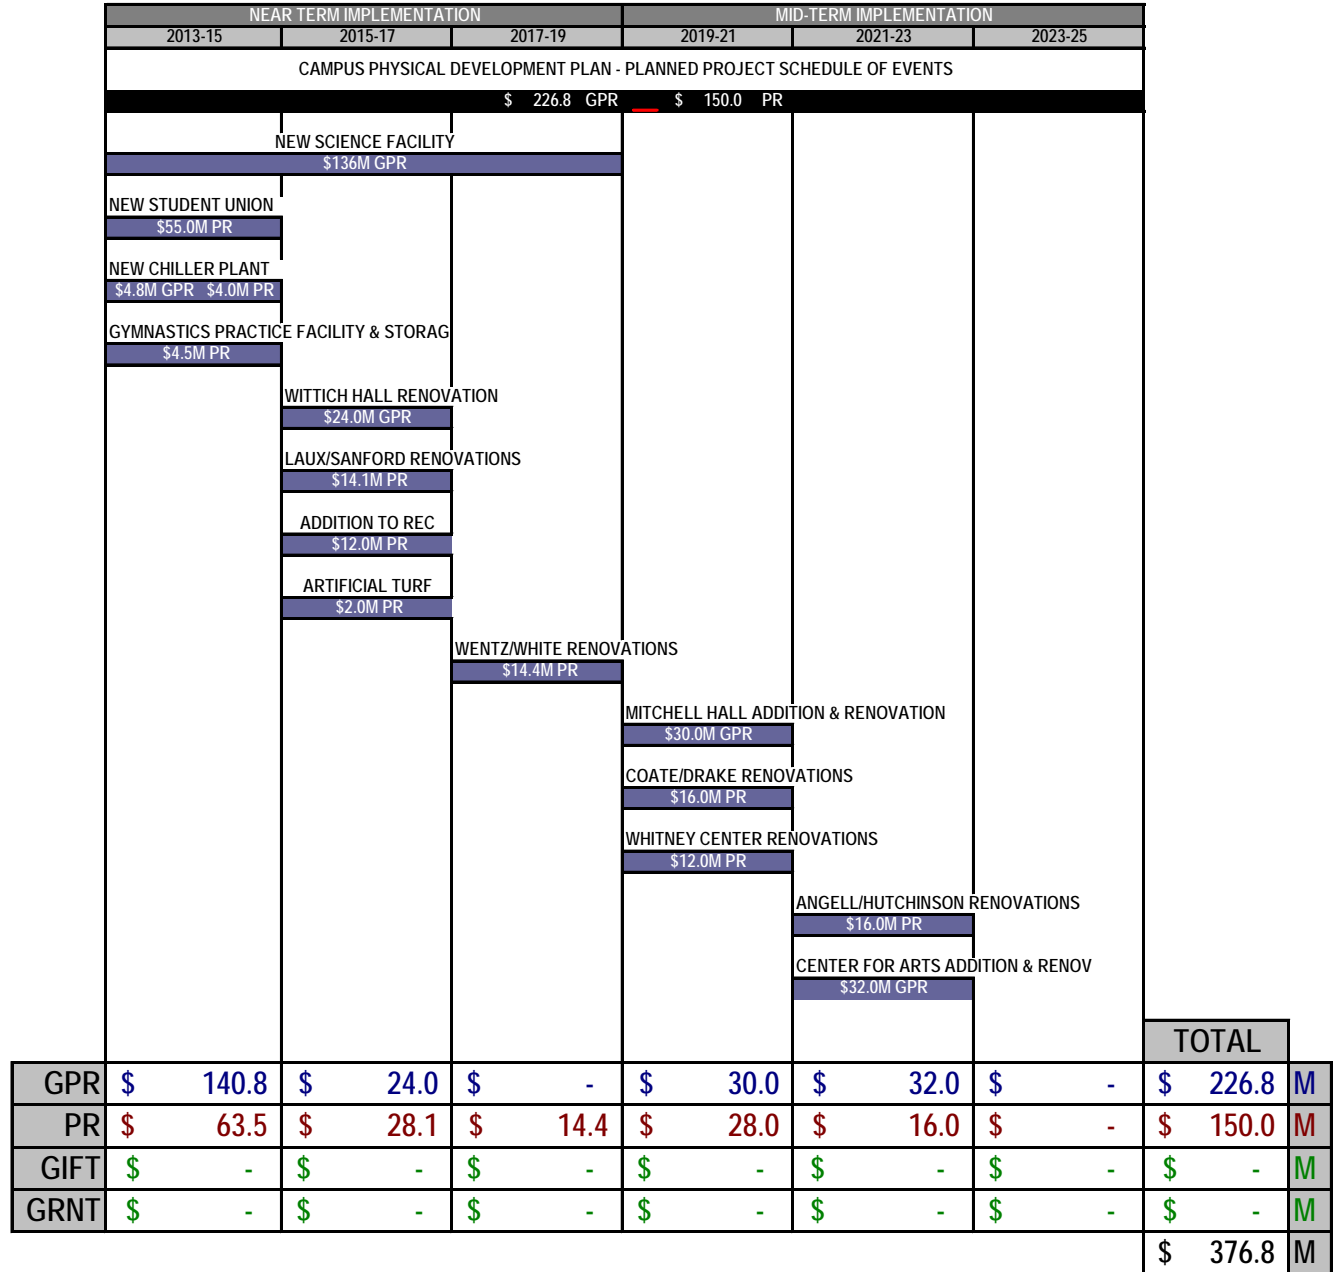 NEAR TERM IMPLEMENTATION MID-TERM IMPLEMENTATION
2013-15 2015-17 2017-19 2019-21 2021-23 2023-25
CAMPUS PHYSICAL DEVELOPMENT PLAN - PLANNED PROJECT SCHEDULE OF EVENTS
$ 226.8 GPR $ 150.0 PR
NEW SCIENCE FACILITY
$136M GPR
NEW STUDENT UNION
$55.0M PR
NEW CHILLER PLANT
$4.8M GPR $4.0M PR
GYMNASTICS PRACTICE FACILITY & STORAG
$4.5M PR
WITTICH HALL RENOVATION
$24.0M GPR
LAUX/SANFORD RENOVATIONS
$14.1M PR
ADDITION TO REC
$12.0M PR
ARTIFICIAL TURF
$2.0M PR
WENTZ/WHITE RENOVATIONS
$14.4M PR
MITCHELL HALL ADDITION & RENOVATION
$30.0M GPR
COATE/DRAKE RENOVATIONS
$16.0M PR
WHITNEY CENTER RENOVATIONS
$12.0M PR
ANGELL/HUTCHINSON RENOVATIONS
$16.0M PR
CENTER FOR ARTS ADDITION & RENOV
$32.0M GPR
TOTAL
GPR $ 140.8 $ 24.0 $ - $ 30.0 $ 32.0 $ - $ 226.8 M
PR $ 63.5 $ 28.1 $ 14.4 $ 28.0 $ 16.0 $ - $ 150.0 M
GIFT $ - $ - $ - $ - $ - $ - $ - M
GRNT $ - $ - $ - $ - $ - $ - $ - M
$ 376.8 M